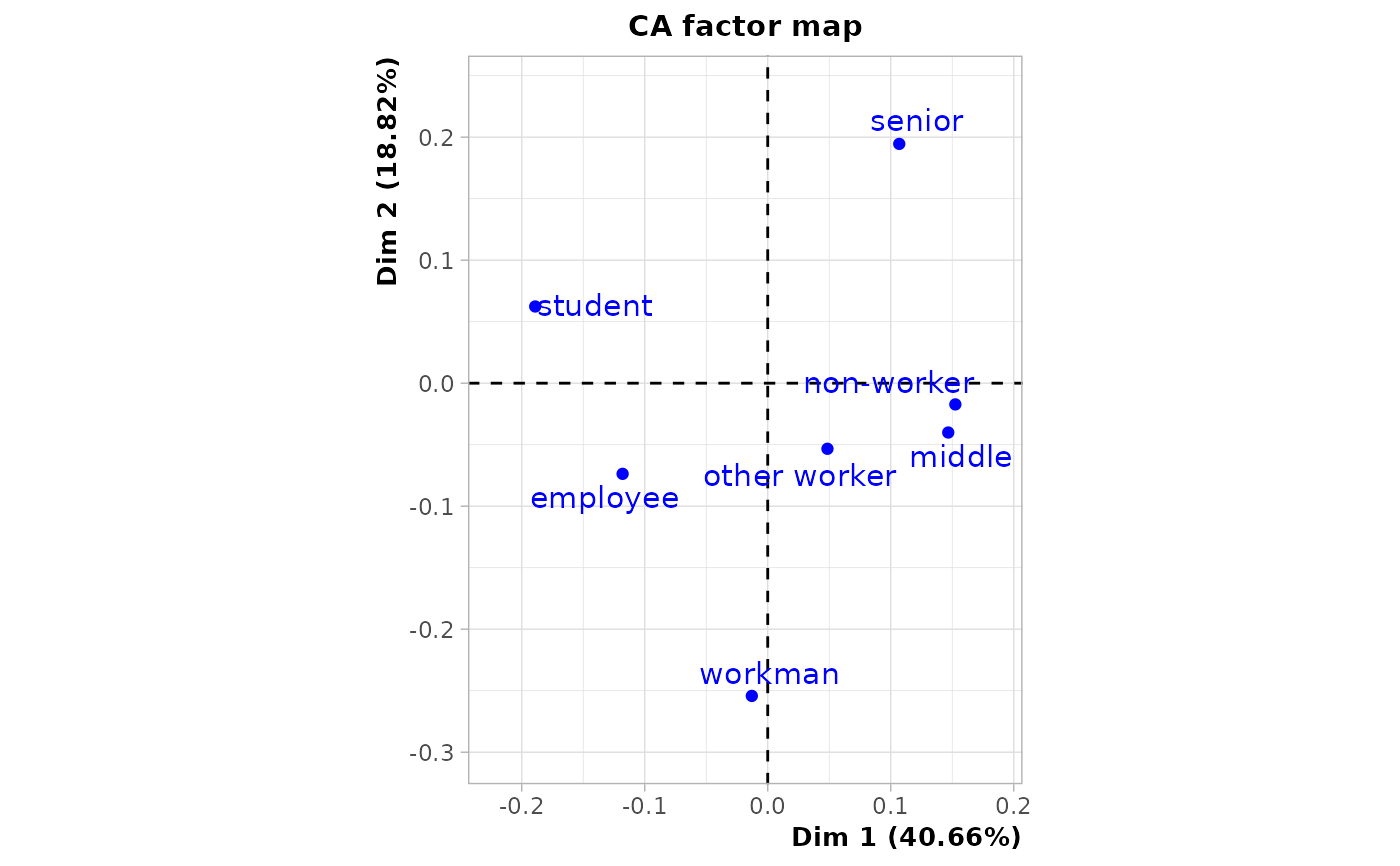 CA factor map
Dim 2 (18.82%)
0.2
0.1
0.0
-0.1
-0.2
-0.3
senior
student
non-worker
middle
other worker
employee
workman
-0.2 -0.1 0.0 0.1 0.2
Dim 1 (40.66%)